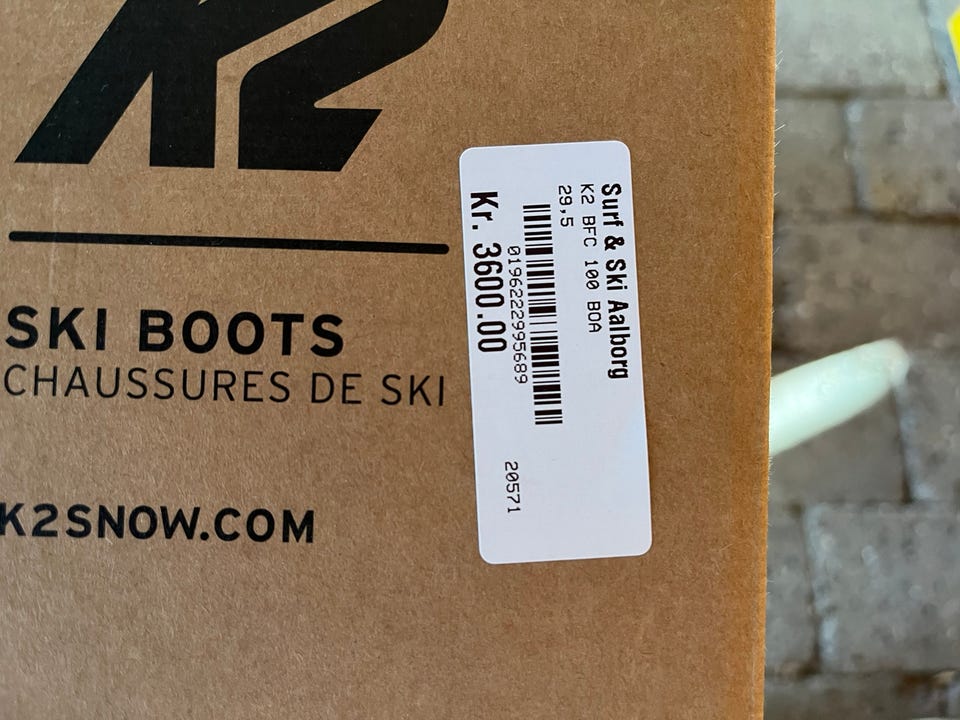 K2
SKI BOOTS
CHAUSSURES DE SKI
K2SNOW.COM
Surf & Ski Aalborg
K2 BFC 100 BOA
29,5
0196222995689
Kr. 3600.00
20571